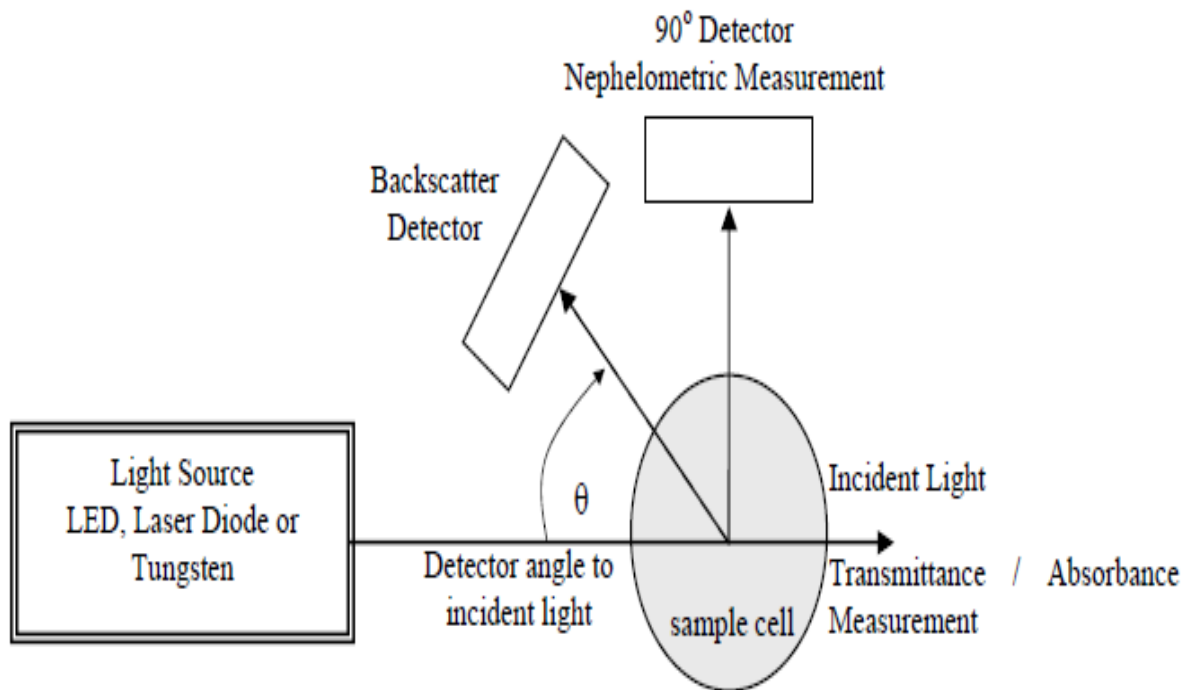 90° Detector
Nephelometric Measurement
Backscatter
Detector
Light Source
LED, Laser Diode or
Tungsten
θ
Detector angle to
incident light
sample cell
Incident Light
Transmittance / Absorbance
Measurement